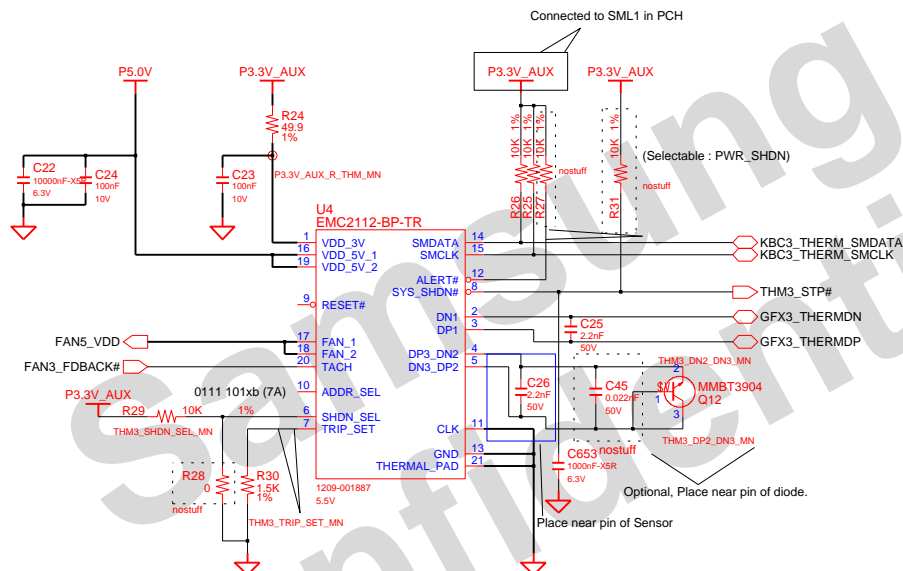 Connected to SML1 in PCH
P5.0V
P3.3V_AUX
P3.3V_AUX
P3.3V_AUX
R24
49.9
1%
10K 1%
10K 1%
10K 1%
10K 1%
(Selectable : PWR_SHDN)
nostuff
nostuff
R26
R25
R27
R31
C22
10000nF-X5R
6.3V
C24
100nF
10V
C23
100nF
10V
P3.3V_AUX_R_THM_MN
U4
EMC2112-BP-TR
1 VDD_3V
16 VDD_5V_1
19 VDD_5V_2
9 RESET#
17 FAN_1
18 FAN_2
20 TACH
10 ADDR_SEL
6 SHDN_SEL
7 TRIP_SET
SMDATA 14
SMCLK 15
ALERT# 12
SYS_SHDN# 8
DN1 2
DP1 3
DP3_DN2 4
DN3_DP2 5
CLK 11
GND 13
THERMAL_PAD 21
1209-001887
5.5V
KBC3_THERM_SMDATA
KBC3_THERM_SMCLK
THM3_STP#
GFX3_THERMDN
GFX3_THERMDP
FAN5_VDD
FAN3_FDBACK#
0111 101xb (7A)
P3.3V_AUX
R29
10K
1%
THM3_SHDN_SEL_MN
R28
0
nostuff
R30
1.5K
1%
THM3_TRIP_SET_MN
C25
2.2nF
50V
C26
2.2nF
50V
C45
0.022nF
50V
nostuff
THM3_DN2_DN3_MN
2
1
3
MMBT3904
Q12
THM3_DP2_DN3_MN
C653
1000nF-X5R
6.3V
Optional, Place near pin of diode.
Place near pin of Sensor
Samsung
Confidential